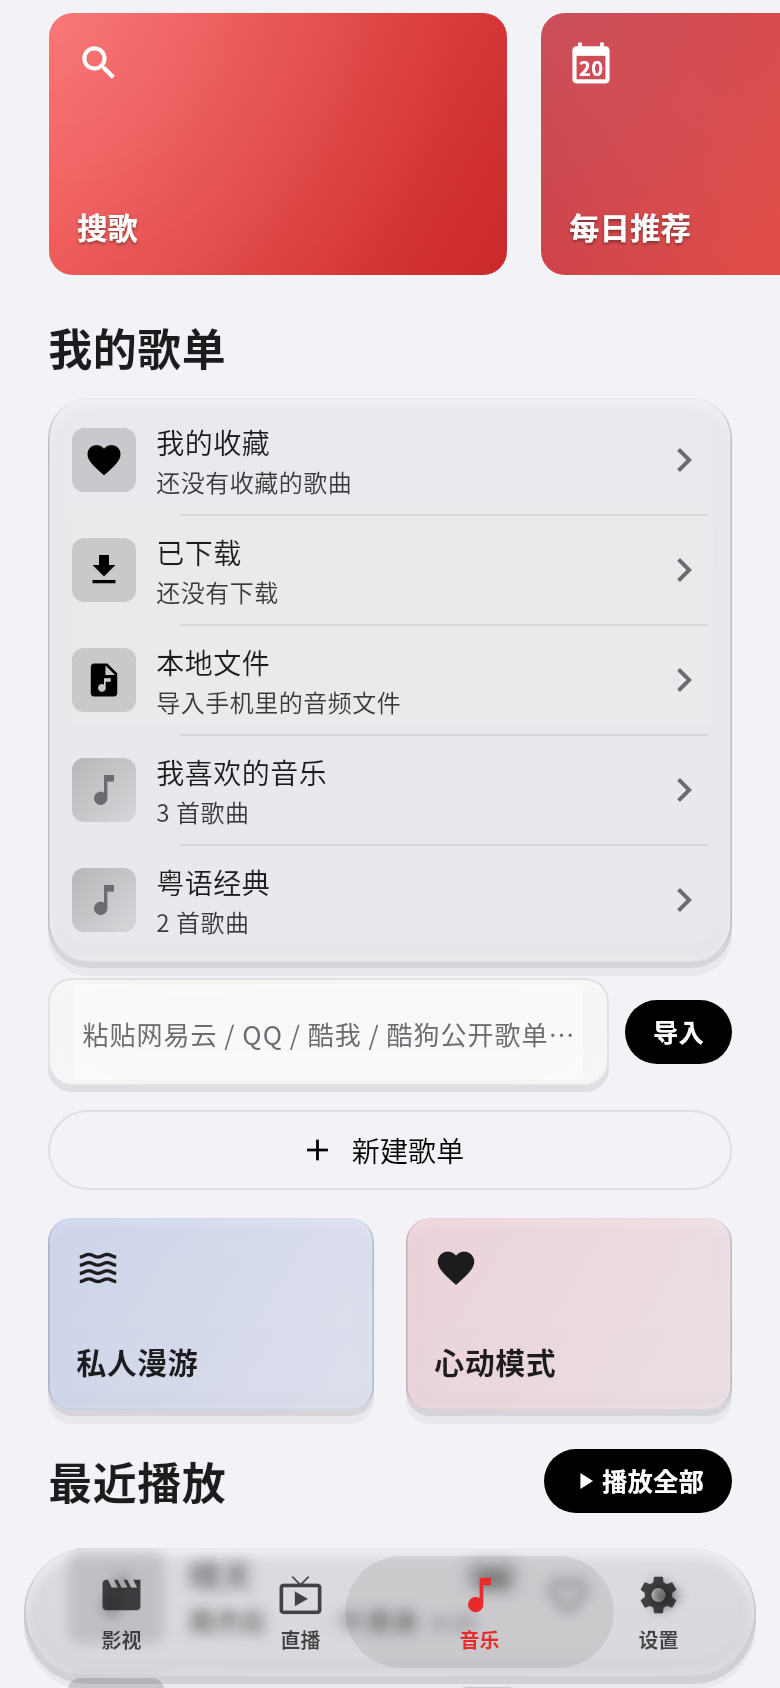 20
搜歌
每日推荐
我的歌单
我的收藏
还没有收藏的歌曲
已下载
还没有下载
本地文件
导入手机里的音频文件
我喜欢的音乐
3 首歌曲
粤语经典
2 首歌曲
粘贴网易云 / QQ / 酷我 / 酷狗公开歌单…
导入
新建歌单
私人漫游
心动模式
最近播放
播放全部
影视
直播
音乐
设置